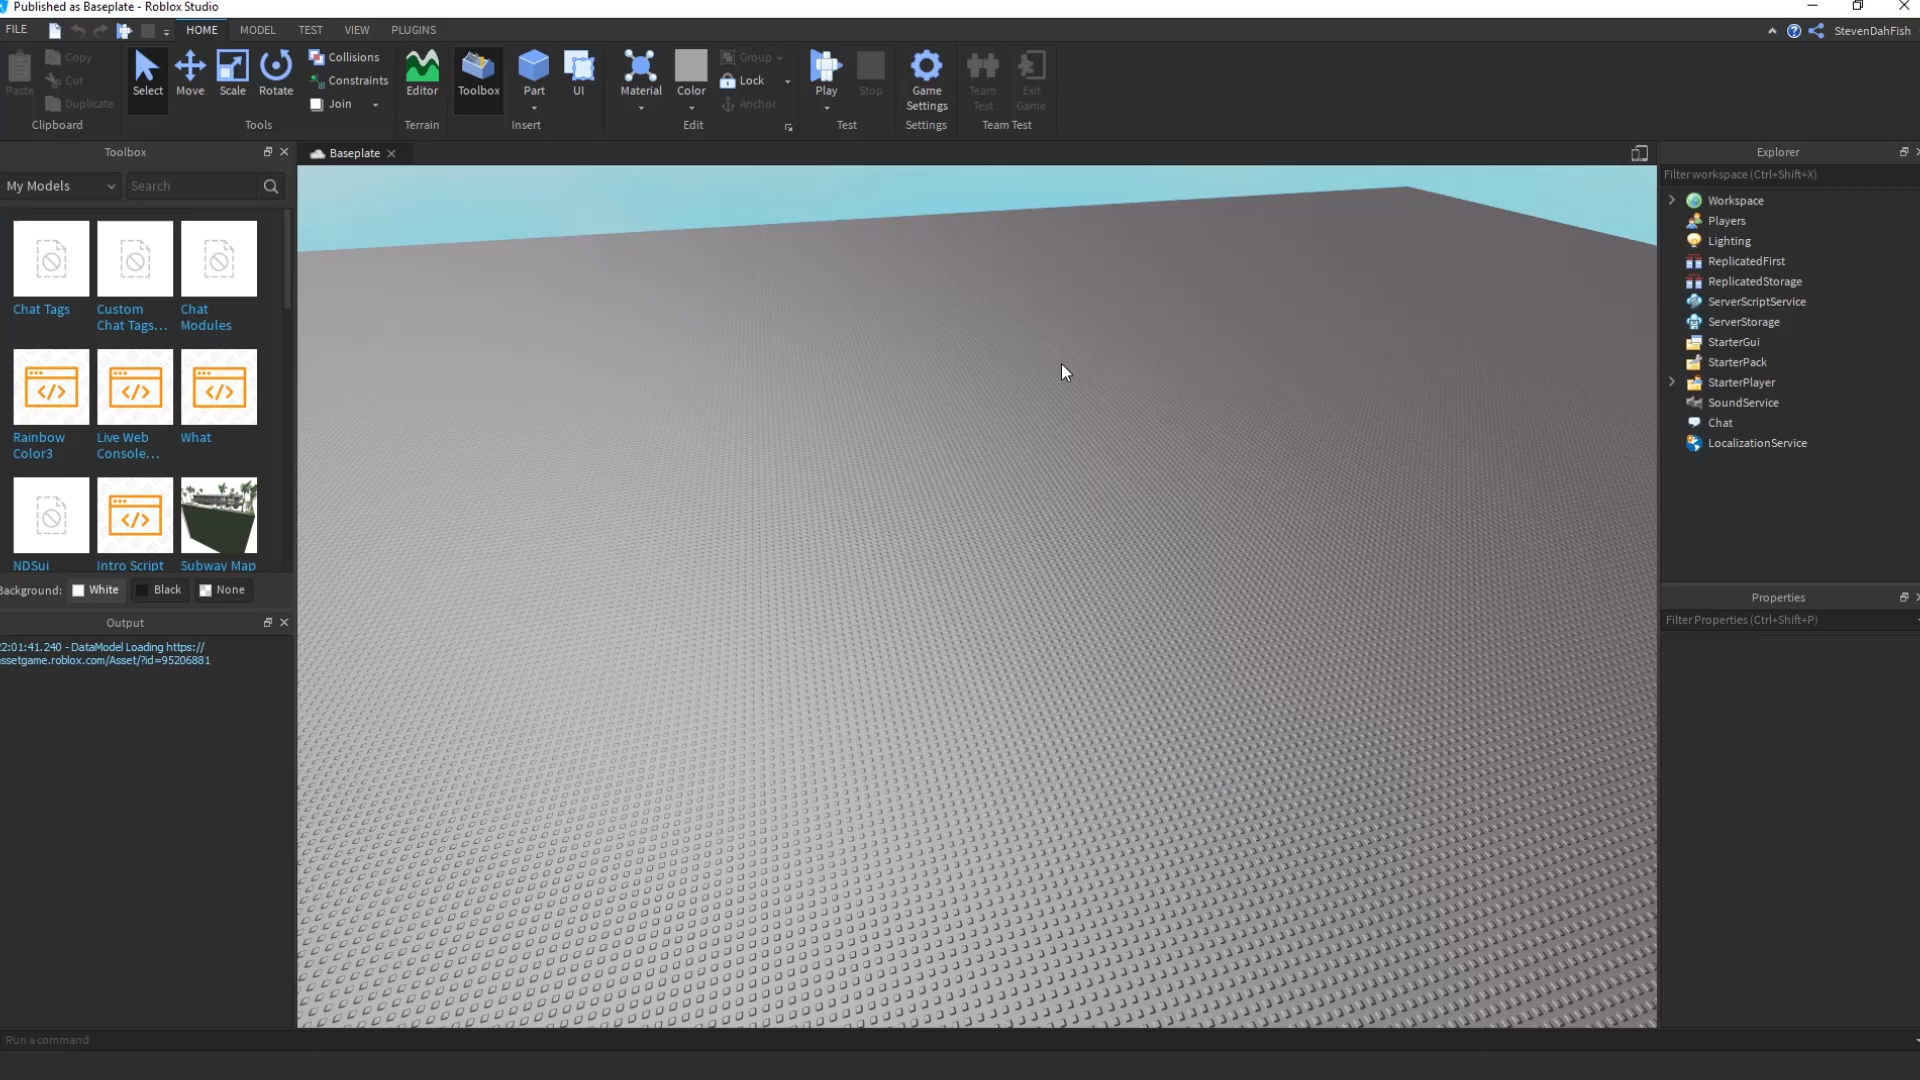 Published as Baseplate - Roblox Studio
FILE
HOME
MODEL
TEST
VIEW
PLUGINS
StevenDahFish
Paste
Copy
Cut
Duplicate
Clipboard
Select
Move
Scale
Rotate
Collisions
Constraints
Join
Tools
Editor
Terrain
Toolbox
Part
UI
Insert
Material
Color
Group
Lock
Anchor
Edit
Play
Stop
Test
Game
Settings
Settings
Team
Test
Exit
Game
Team Test
Toolbox
My Models
Search
Chat Tags
Custom
Chat Tags...
Chat
Modules
Rainbow
Color3
Live Web
Console...
What
NDSui
Intro Script
Subway Map
Background:
White
Black
None
Output
2:01:41.240 - DataModel Loading https://
assetgame.roblox.com/Asset/?id=95206881
Baseplate
Explorer
Filter workspace (Ctrl+Shift+X)
Workspace
Players
Lighting
ReplicatedFirst
ReplicatedStorage
ServerScriptService
ServerStorage
StarterGui
StarterPack
StarterPlayer
SoundService
Chat
LocalizationService
Properties
Filter Properties (Ctrl+Shift+P)
Run a command